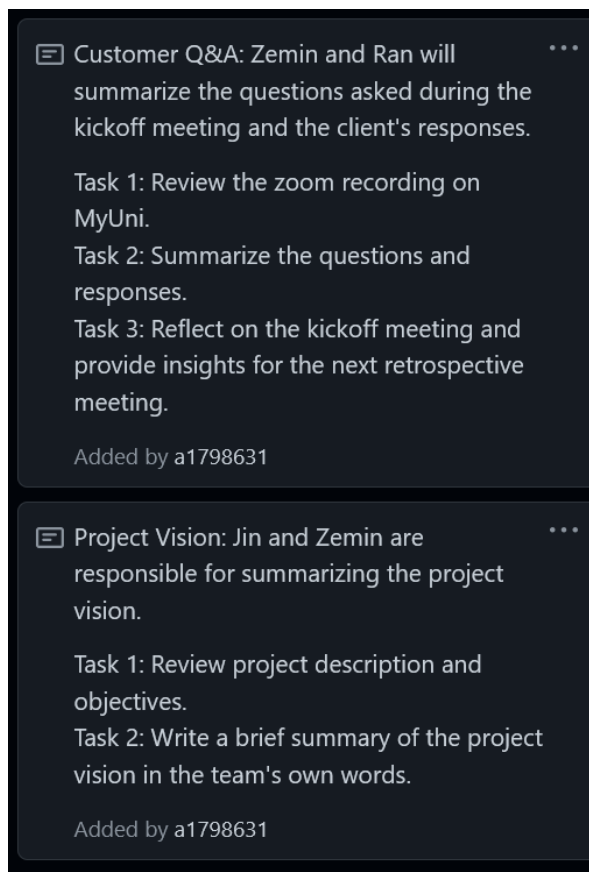 Customer Q&A: Zemin and Ran will
summarize the questions asked during the
kickoff meeting and the client's responses.
Task 1: Review the zoom recording on
MyUni.
Task 2: Summarize the questions and
responses.
Task 3: Reflect on the kickoff meeting and
provide insights for the next retrospective
meeting.
Added by a1798631
Project Vision: Jin and Zemin are
responsible for summarizing the project
vision.
Task 1: Review project description and
objectives.
Task 2: Write a brief summary of the project
vision in the team's own words.
Added by a1798631